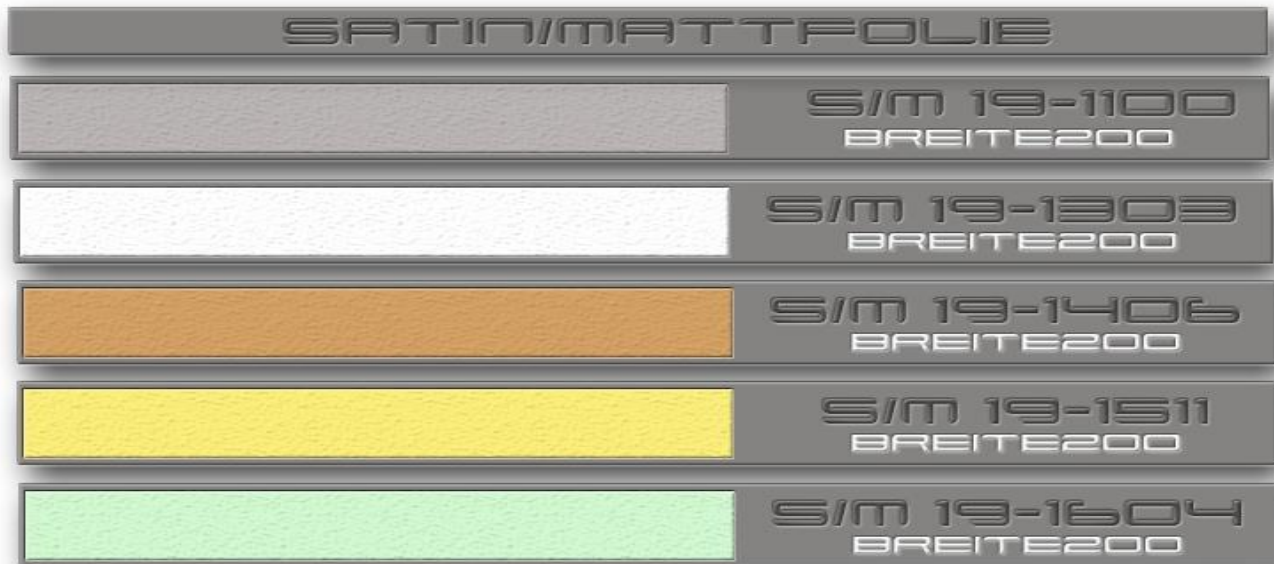 SATIN/MATTFOLIE
S/M 19-1100
BREITE200
S/M 19-1303
BREITE200
S/M 19-1406
BREITE200
S/M 19-1511
BREITE200
S/M 19-1604
BREITE200